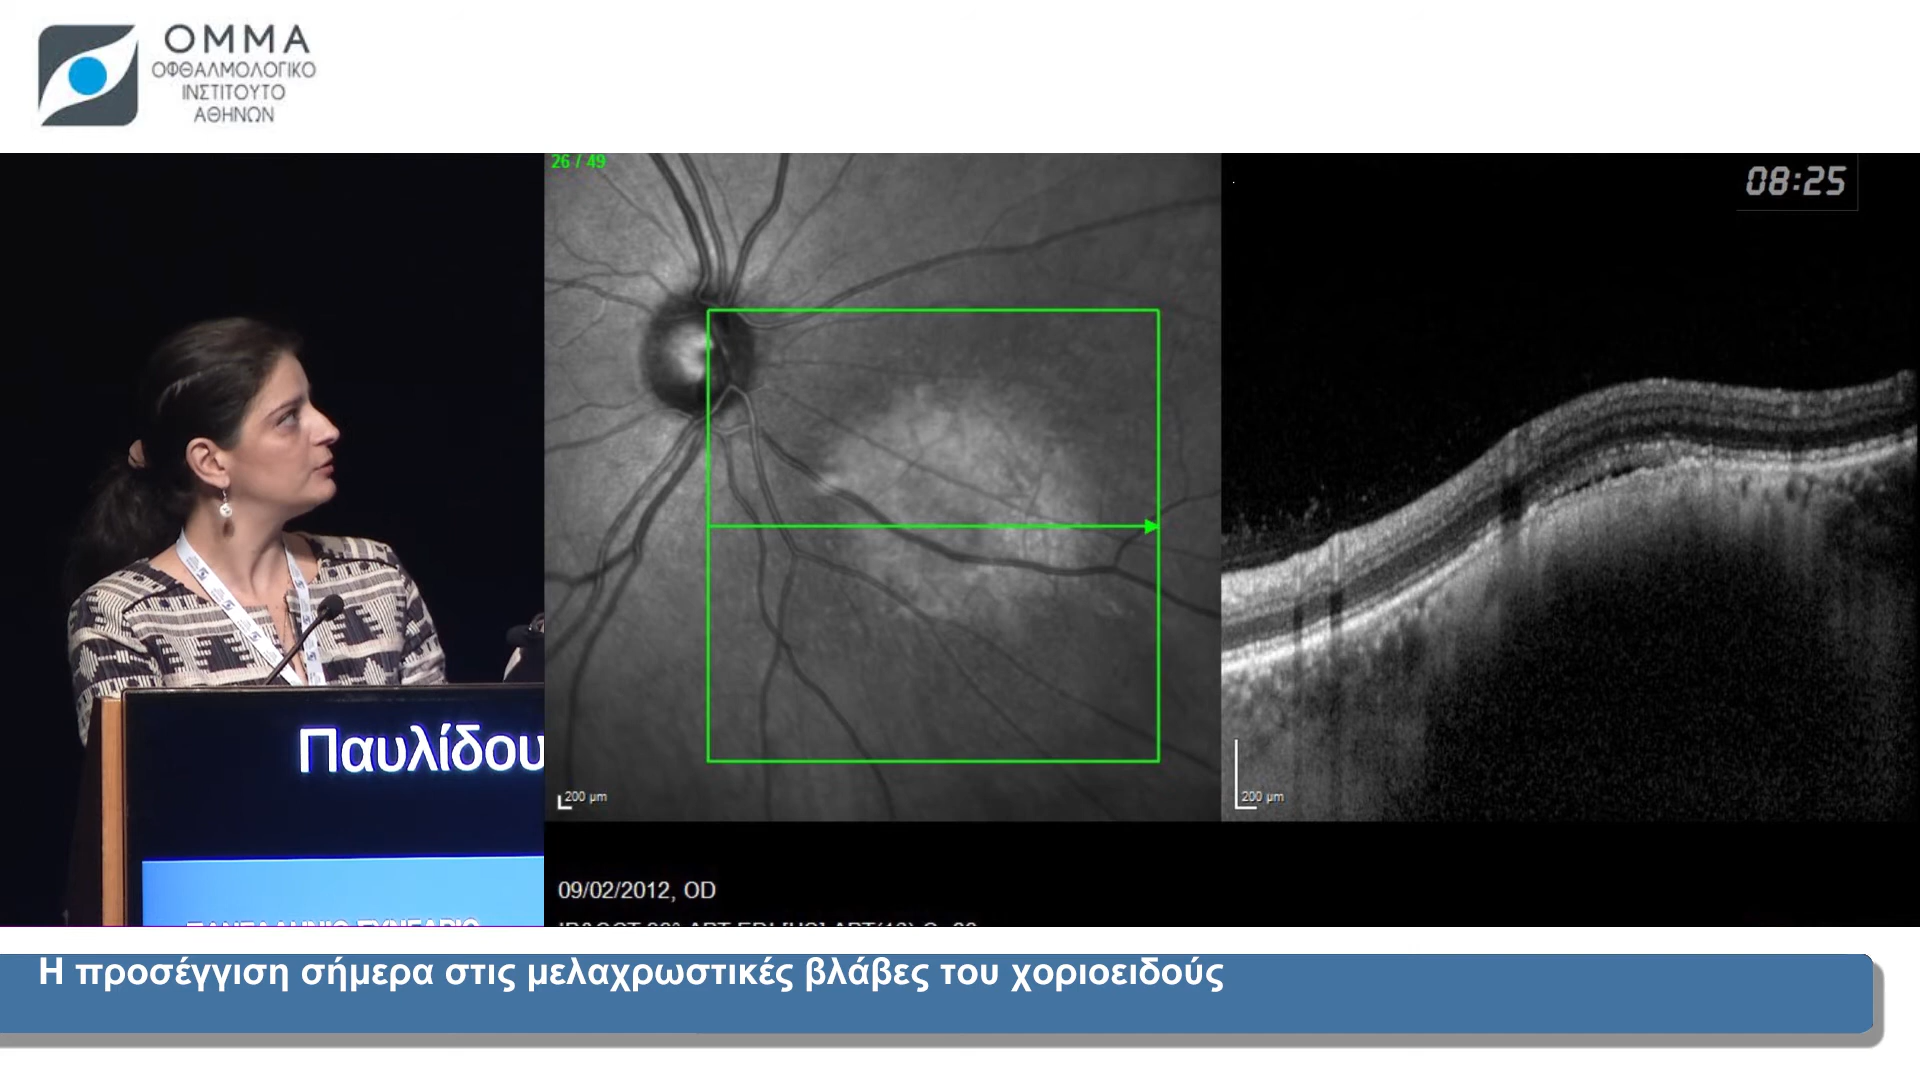 ΟΜΜΑ
ΟΦΘΑΛΜΟΛΟΓΙΚΟ
ΙΝΣΤΙΤΟΥΤΟ
ΑΘΗΝΩΝ
26 / 49
08:25
200 µm
200 µm
Παυλίδου
09/02/2012, OD
Η προσέγγιση σήμερα στις μελαχρωστικές βλάβες του χοριοειδούς